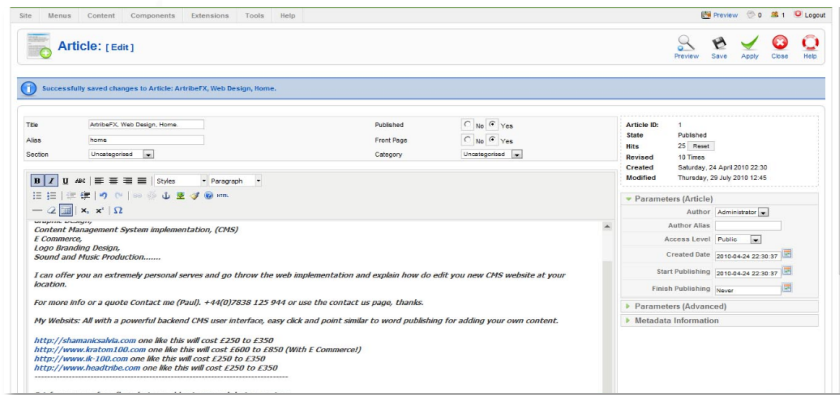 Site Menus Content Components Extensions Tools Help Preview 0 1 Logout
Article: [ Edit ]
Preview Save Apply Close Help
Successfully saved changes to Article: ArtribeFX, Web Design, Home.
Title ArtribeFX, Web Design, Home. Published No Yes
Alias home Front Page No Yes
Section Uncategorised Category Uncategorised
Article ID: 1
State Published
Hits 25 Reset
Revised 10 Times
Created Saturday, 24 April 2010 22:30
Modified Thursday, 29 July 2010 12:45
B I U ABC Styles Paragraph
HTML
x, x² Ω
Graphic Design,
Content Management System implementation, (CMS)
E Commerce,
Logo Branding Design,
Sound and Music Production.......
I can offer you an extremely personal serves and go throw the web implementation and explain how do edit you new CMS website at your
location.
For more info or a quote Contact me (Paul). +44(0)7838 125 944 or use the contact us page, thanks.
My Websits: All with a powerful backend CMS user interface, easy click and point similar to word publishing for adding your own content.
http://shamanicsalvia.com one like this will cost £250 to £350
http://www.kratom100.com one like this will cost £600 to £850 (With E Commerce!)
http://www.ik-100.com one like this will cost £250 to £350
http://www.headtribe.com one like this will cost £250 to £350
Parameters (Article)
Author Administrator
Author Alias
Access Level Public
Created Date 2010-04-24 22:30:37
Start Publishing 2010-04-24 22:30:37
Finish Publishing Never
Parameters (Advanced)
Metadata Information